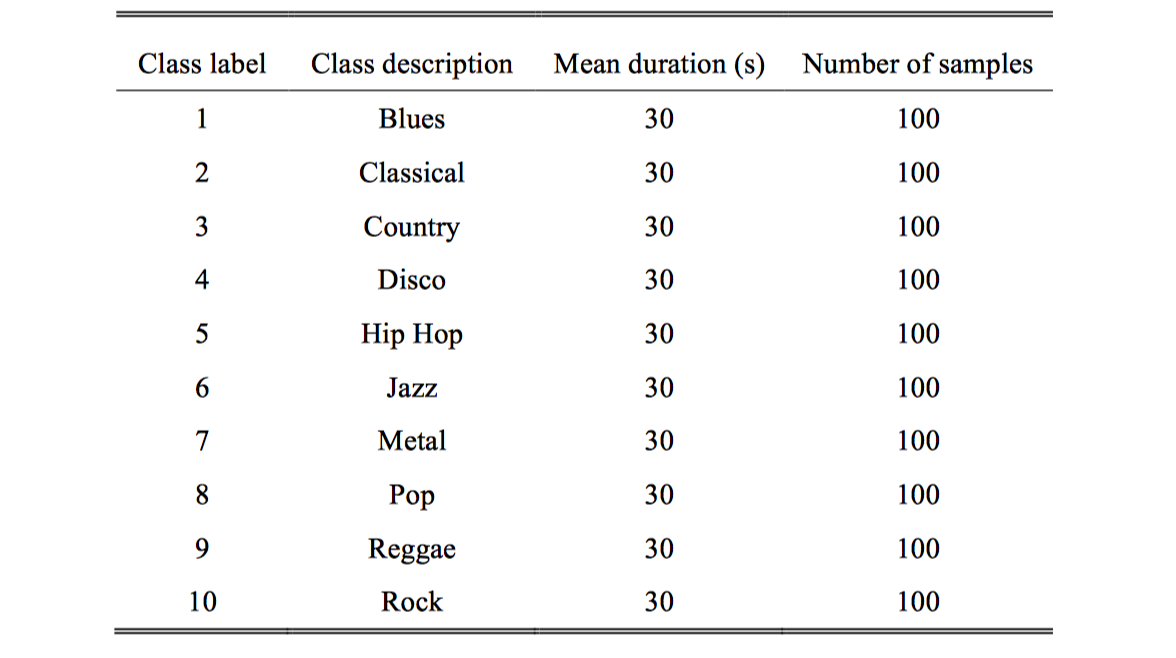 Class label Class description Mean duration (s) Number of samples
1 Blues 30 100
2 Classical 30 100
3 Country 30 100
4 Disco 30 100
5 Hip Hop 30 100
6 Jazz 30 100
7 Metal 30 100
8 Pop 30 100
9 Reggae 30 100
10 Rock 30 100